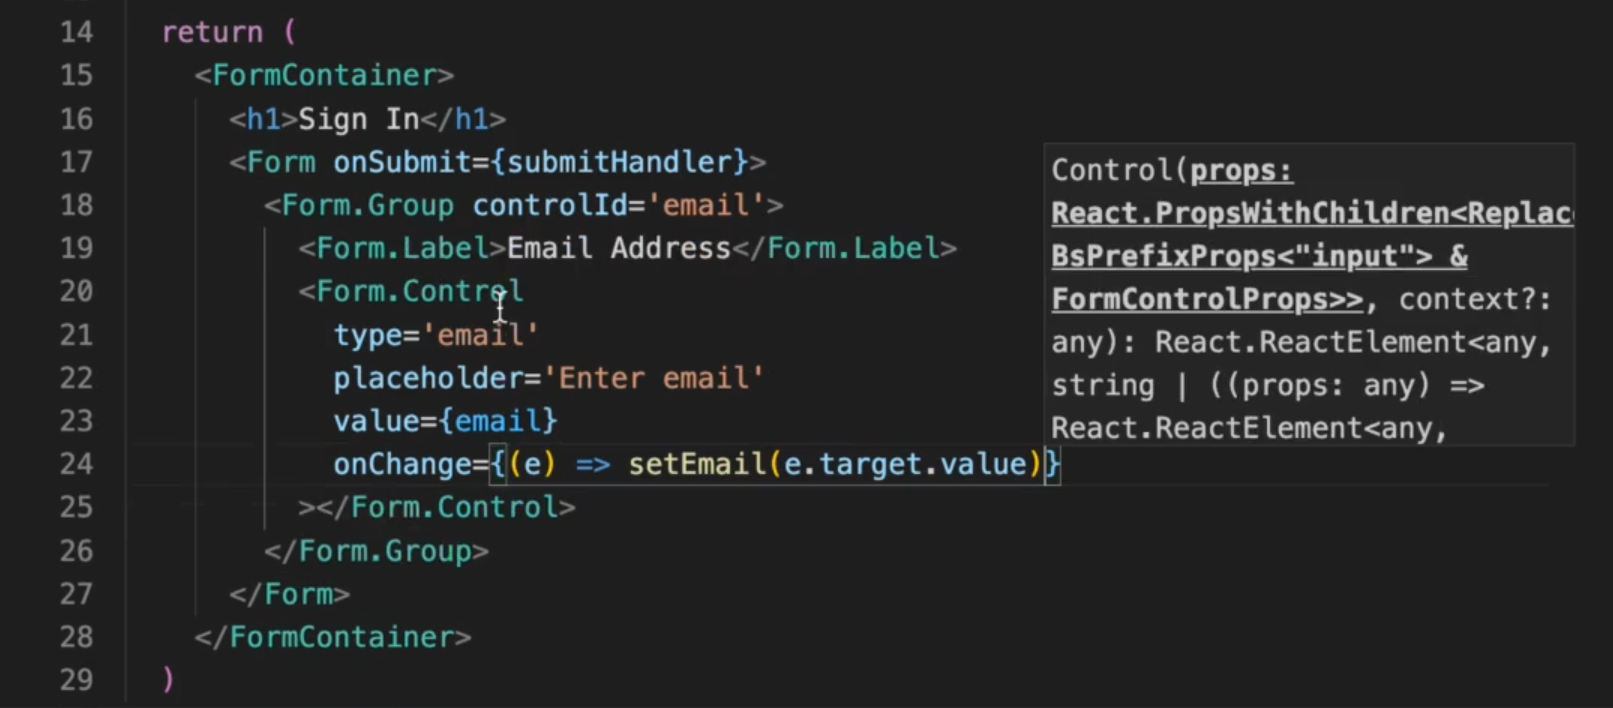 14 return (
15 <FormContainer>
16 <h1>Sign In</h1>
17 <Form onSubmit={submitHandler}>
18 <Form.Group controlId='email'>
19 <Form.Label>Email Address</Form.Label>
20 <Form.Control
21 type='email'
22 placeholder='Enter email'
23 value={email}
24 onChange={(e) => setEmail(e.target.value)}
25 ></Form.Control>
26 </Form.Group>
27 </Form>
28 </FormContainer>
29 )
Control(props:
React.PropsWithChildren<Replac
BsPrefixProps<"input"> &
FormControlProps>>, context?:
any): React.ReactElement<any,
string | ((props: any) =>
React.ReactElement<any,